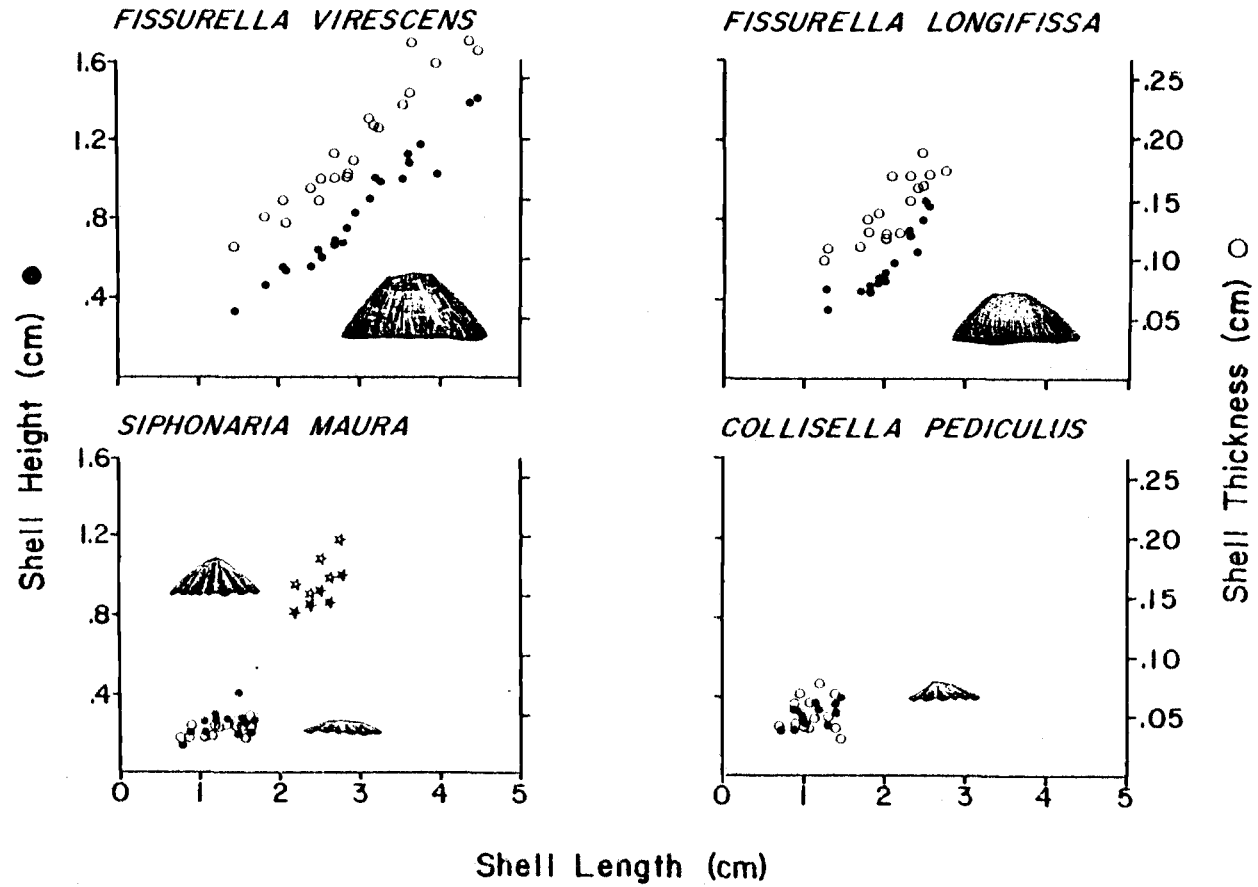 FISSURELLA VIRESCENS
FISSURELLA LONGIFISSA
1.6
1.2
.8
.4
.25
.20
.15
.10
.05
SIPHONARIA MAURA
COLLISELLA PEDICULUS
1.6
1.2
.8
.4
.25
.20
.15
.10
.05
0 1 2 3 4 5
0 1 2 3 4 5
Shell Height (cm)
Shell Thickness (cm)
Shell Length (cm)